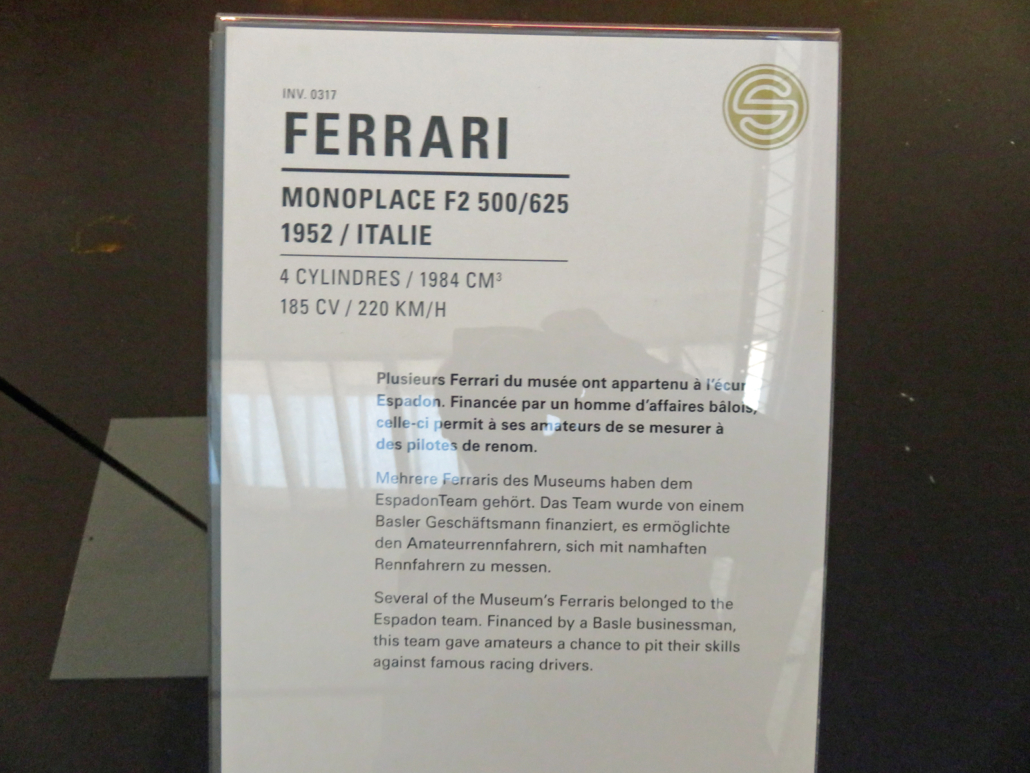 INV. 0317
FERRARI
MONOPLACE F2 500/625
1952 / ITALIE
4 CYLINDRES / 1984 CM³
185 CV / 220 KM/H
Plusieurs Ferrari du musée ont appartenu à l'écur
Espadon. Financée par un homme d'affaires bâlois,
celle-ci permit à ses amateurs de se mesurer à
des pilotes de renom.
Mehrere Ferraris des Museums haben dem
EspadonTeam gehört. Das Team wurde von einem
Basler Geschäftsmann finanziert, es ermöglichte
den Amateurrennfahrern, sich mit namhaften
Rennfahrern zu messen.
Several of the Museum's Ferraris belonged to the
Espadon team. Financed by a Basle businessman,
this team gave amateurs a chance to pit their skills
against famous racing drivers.